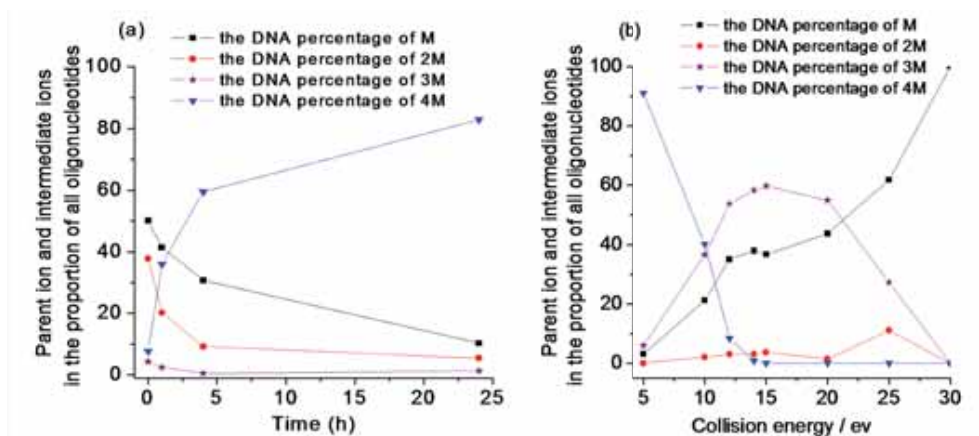 (a)
the DNA percentage of M
the DNA percentage of 2M
the DNA percentage of 3M
the DNA percentage of 4M
Parent ion and intermediate ions
in the proportion of all oligonucleotides
100
80
60
40
20
0
0 5 10 15 20 25
Time (h)
(b)
the DNA percentage of M
the DNA percentage of 2M
the DNA percentage of 3M
the DNA percentage of 4M
Parent ion and intermediate ions
in the proportion of all oligonucleotides
100
80
60
40
20
0
5 10 15 20 25 30
Collision energy / ev